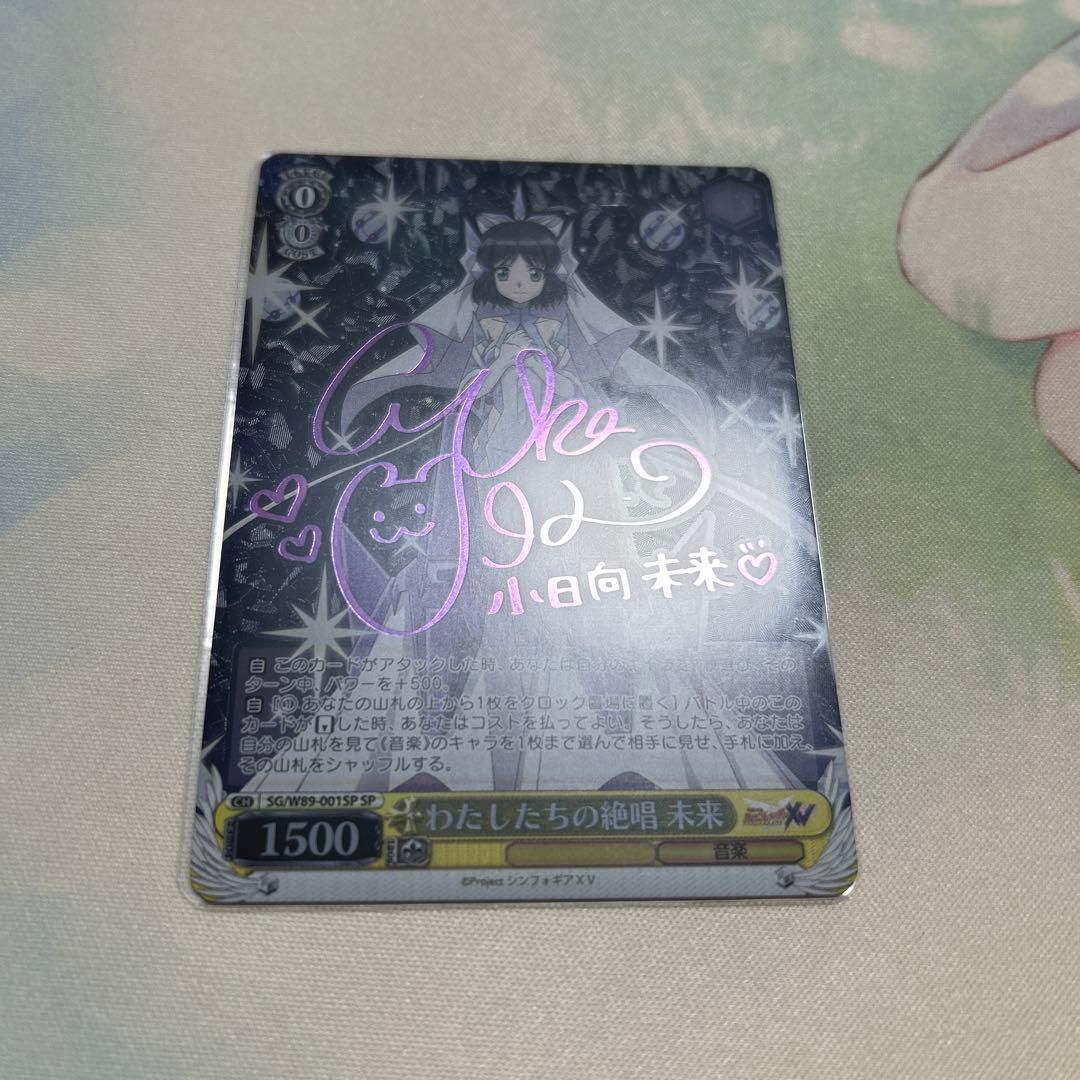 0
0
COST
小日向 未来
自 このカードがアタックした時、あなたは自分の
ターン中、パワーを+500。
自 [① あなたの山札の上から1枚をクロック置場に置く] バトル中のこの
カードが した時、あなたはコストを払ってよい。そうしたら、あなたは
自分の山札を見て《音楽》のキャラを1枚まで選んで相手に見せ、手札に加え、
その山札をシャッフルする。
CH SG/W89-001SP SP
1500 わたしたちの絶唱 未来 XV
音楽
©Project シンフォギアXV